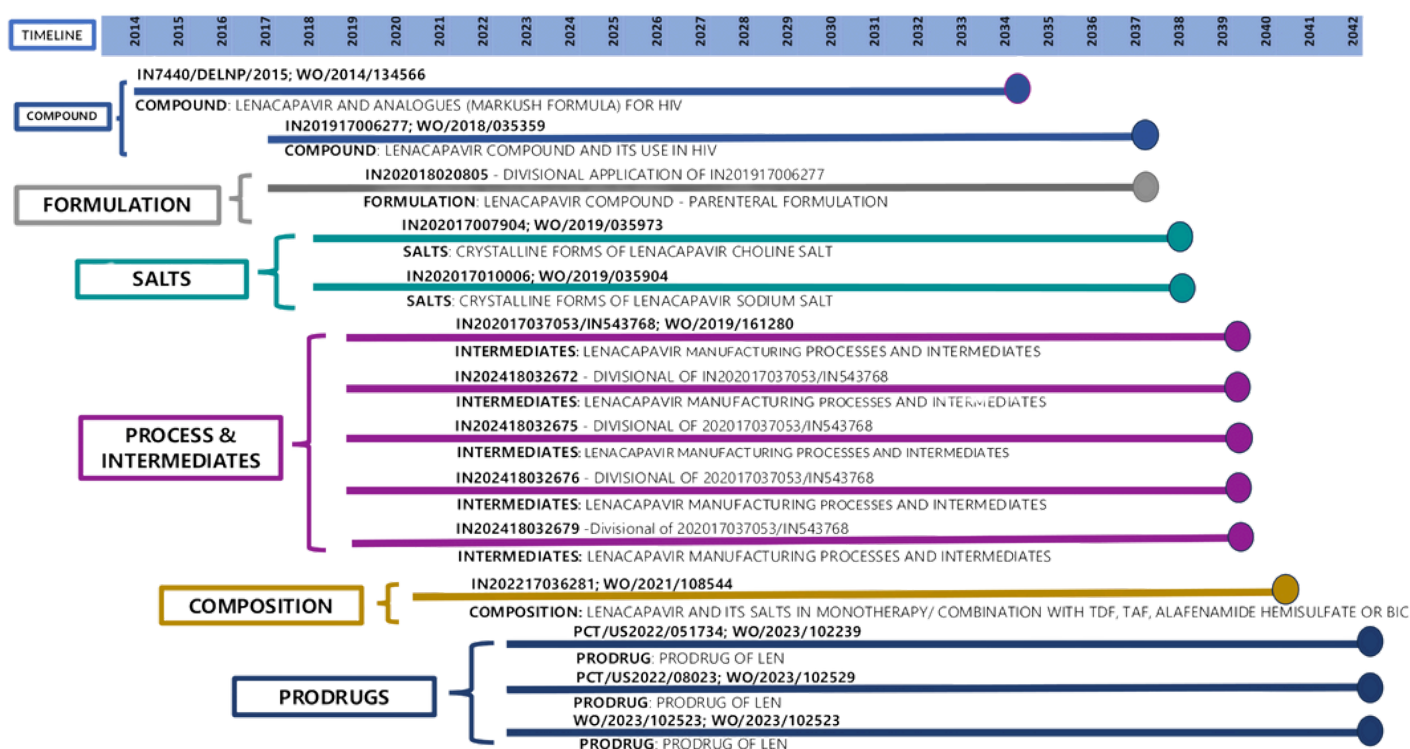 TIMELINE
2014 2015 2016 2017 2018 2019 2020 2021 2022 2023 2024 2025 2026 2027 2028 2029 2030 2031 2032 2033 2034 2035 2036 2037 2038 2039 2040 2041 2042
COMPOUND
IN7440/DELNP/2015; WO/2014/134566
COMPOUND: LENACAPAVIR AND ANALOGUES (MARKUSH FORMULA) FOR HIV
IN201917006277; WO/2018/035359
COMPOUND: LENACAPAVIR COMPOUND AND ITS USE IN HIV
FORMULATION
IN202018020805 - DIVISIONAL APPLICATION OF IN201917006277
FORMULATION: LENACAPAVIR COMPOUND - PARENTERAL FORMULATION
SALTS
IN202017007904; WO/2019/035973
SALTS: CRYSTALLINE FORMS OF LENACAPAVIR CHOLINE SALT
IN202017010006; WO/2019/035904
SALTS: CRYSTALLINE FORMS OF LENACAPAVIR SODIUM SALT
PROCESS &
INTERMEDIATES
IN202017037053/IN543768; WO/2019/161280
INTERMEDIATES: LENACAPAVIR MANUFACTURING PROCESSES AND INTERMEDIATES
IN202418032672 - DIVISIONAL OF IN202017037053/IN543768
INTERMEDIATES: LENACAPAVIR MANUFACTURING PROCESSES AND INTERMEDIATES
IN202418032675 - DIVISIONAL OF 202017037053/IN543768
INTERMEDIATES: LENACAPAVIR MANUFACTURING PROCESSES AND INTERMEDIATES
IN202418032676 - DIVISIONAL OF 202017037053/IN543768
INTERMEDIATES: LENACAPAVIR MANUFACTURING PROCESSES AND INTERMEDIATES
IN202418032679 -Divisional of 202017037053/IN543768
INTERMEDIATES: LENACAPAVIR MANUFACTURING PROCESSES AND INTERMEDIATES
COMPOSITION
IN202217036281; WO/2021/108544
COMPOSITION: LENACAPAVIR AND ITS SALTS IN MONOTHERAPY/ COMBINATION WITH TDF, TAF, ALAFENAMIDE HEMISULFATE OR BIC
PRODRUGS
PCT/US2022/051734; WO/2023/102239
PRODRUG: PRODRUG OF LEN
PCT/US2022/08023; WO/2023/102529
PRODRUG: PRODRUG OF LEN
WO/2023/102523; WO/2023/102523
PRODRUG: PRODRUG OF LEN